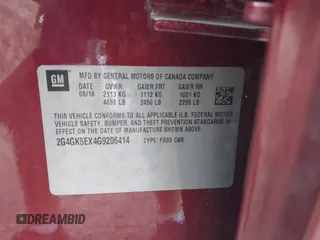 GM
MFD BY GENERAL MOTORS OF CANADA COMPANY
DATE GVWR GAWR FRT GAWR RR
06/16 2113 KG 1112 KG 1001 KG
4658 LB 2450 LB 2206 LB
THIS VEHICLE CONFORMS TO ALL APPLICABLE U.S. FEDERAL MOTOR
VEHICLE SAFETY, BUMPER, AND THEFT PREVENTION STANDARDS IN
EFFECT ON THE DATE OF MANUFACTURE SHOWN ABOVE.
2G4GK5EX4G9206414 TYPE: PASS CAR
DREAMBID